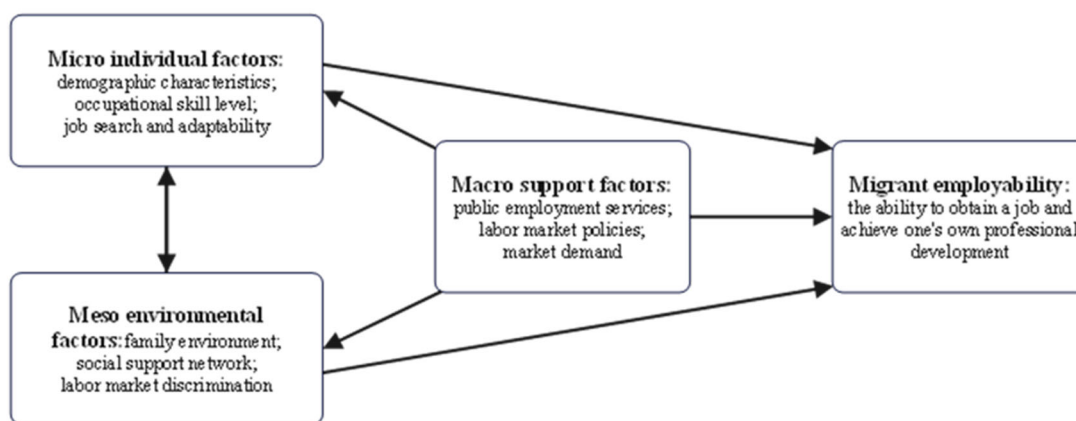 Micro individual factors:
demographic characteristics;
occupational skill level;
job search and adaptability
Macro support factors:
public employment services;
labor market policies;
market demand
Migrant employability:
the ability to obtain a job and
achieve one's own professional
development
Meso environmental
factors: family environment;
social support network;
labor market discrimination